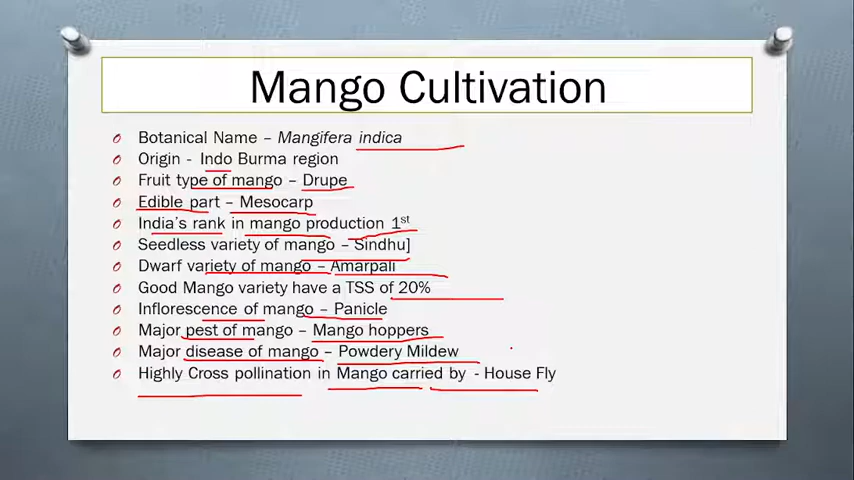 Mango Cultivation
Botanical Name – Mangifera indica
Origin - Indo Burma region
Fruit type of mango – Drupe
Edible part – Mesocarp
India's rank in mango production 1st
Seedless variety of mango – Sindhu]
Dwarf variety of mango – Amarpali
Good Mango variety have a TSS of 20%
Inflorescence of mango – Panicle
Major pest of mango – Mango hoppers
Major disease of mango – Powdery Mildew
Highly Cross pollination in Mango carried by - House Fly